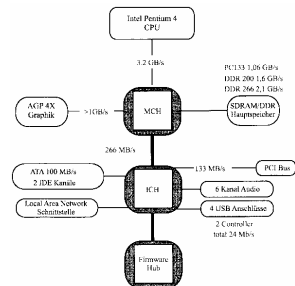 Intel Pentium 4
CPU
3.2 GB/s
PC133 1,06 GB/s
DDR 200 1,6 GB/s
DDR 266 2,1 GB/s
AGP 4X
Graphik
>1GB/s
MCH
SDRAM/DDR
Hauptspeicher
266 MB/s
133 MB/s
PCI Bus
ATA 100 MB/s
2 IDE Kanäle
ICH
6 Kanal Audio
Local Area Network
Schnittstelle
4 USB Anschlüsse
2 Controller
total 24 Mb/s
Firmware
Hub